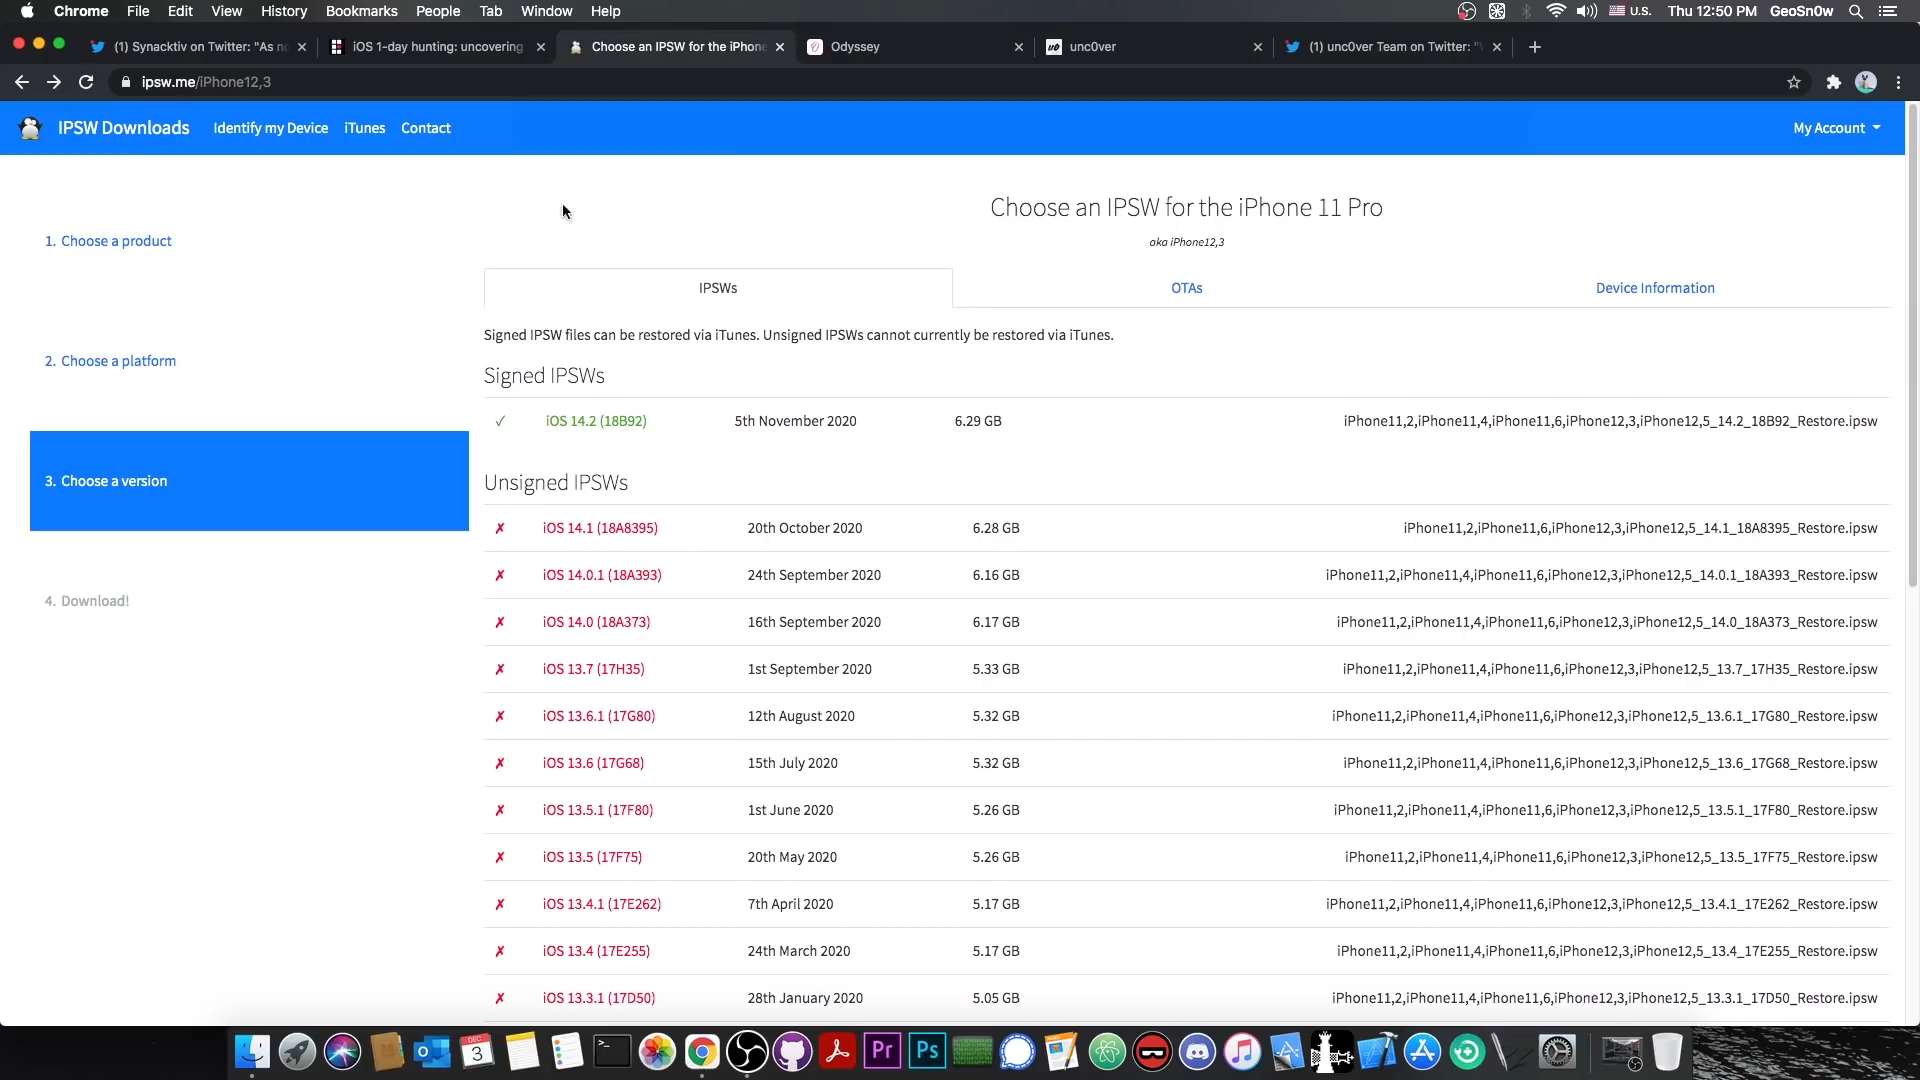 Chrome File Edit View History Bookmarks People Tab Window Help U.S. Thu 12:50 PM GeoSn0w
(1) Synacktiv on Twitter: "As no iOS 1-day hunting: uncovering Choose an IPSW for the iPhone Odyssey unc0ver (1) unc0ver Team on Twitter: "
ipsw.me/iPhone12,3
IPSW Downloads Identify my Device iTunes Contact My Account
Choose an IPSW for the iPhone 11 Pro
aka iPhone12,3
1. Choose a product
2. Choose a platform
3. Choose a version
4. Download!
IPSWs OTAs Device Information
Signed IPSW files can be restored via iTunes. Unsigned IPSWs cannot currently be restored via iTunes.
Signed IPSWs
✓ iOS 14.2 (18B92) 5th November 2020 6.29 GB iPhone11,2,iPhone11,4,iPhone11,6,iPhone12,3,iPhone12,5_14.2_18B92_Restore.ipsw
Unsigned IPSWs
✗ iOS 14.1 (18A8395) 20th October 2020 6.28 GB iPhone11,2,iPhone11,6,iPhone12,3,iPhone12,5_14.1_18A8395_Restore.ipsw
✗ iOS 14.0.1 (18A393) 24th September 2020 6.16 GB iPhone11,2,iPhone11,4,iPhone11,6,iPhone12,3,iPhone12,5_14.0.1_18A393_Restore.ipsw
✗ iOS 14.0 (18A373) 16th September 2020 6.17 GB iPhone11,2,iPhone11,4,iPhone11,6,iPhone12,3,iPhone12,5_14.0_18A373_Restore.ipsw
✗ iOS 13.7 (17H35) 1st September 2020 5.33 GB iPhone11,2,iPhone11,4,iPhone11,6,iPhone12,3,iPhone12,5_13.7_17H35_Restore.ipsw
✗ iOS 13.6.1 (17G80) 12th August 2020 5.32 GB iPhone11,2,iPhone11,4,iPhone11,6,iPhone12,3,iPhone12,5_13.6.1_17G80_Restore.ipsw
✗ iOS 13.6 (17G68) 15th July 2020 5.32 GB iPhone11,2,iPhone11,4,iPhone11,6,iPhone12,3,iPhone12,5_13.6_17G68_Restore.ipsw
✗ iOS 13.5.1 (17F80) 1st June 2020 5.26 GB iPhone11,2,iPhone11,4,iPhone11,6,iPhone12,3,iPhone12,5_13.5.1_17F80_Restore.ipsw
✗ iOS 13.5 (17F75) 20th May 2020 5.26 GB iPhone11,2,iPhone11,4,iPhone11,6,iPhone12,3,iPhone12,5_13.5_17F75_Restore.ipsw
✗ iOS 13.4.1 (17E262) 7th April 2020 5.17 GB iPhone11,2,iPhone11,4,iPhone11,6,iPhone12,3,iPhone12,5_13.4.1_17E262_Restore.ipsw
✗ iOS 13.4 (17E255) 24th March 2020 5.17 GB iPhone11,2,iPhone11,4,iPhone11,6,iPhone12,3,iPhone12,5_13.4_17E255_Restore.ipsw
✗ iOS 13.3.1 (17D50) 28th January 2020 5.05 GB iPhone11,2,iPhone11,4,iPhone11,6,iPhone12,3,iPhone12,5_13.3.1_17D50_Restore.ipsw
DEC 3 Pr Ps